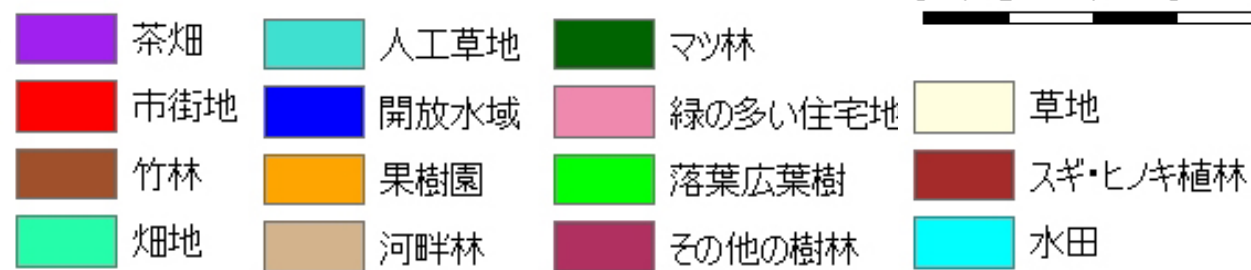 茶畑
市街地
竹林
畑地
人工草地
開放水域
果樹園
河畔林
マツ林
緑の多い住宅地
落葉広葉樹
その他の樹林
草地
スギ・ヒノキ植林
水田